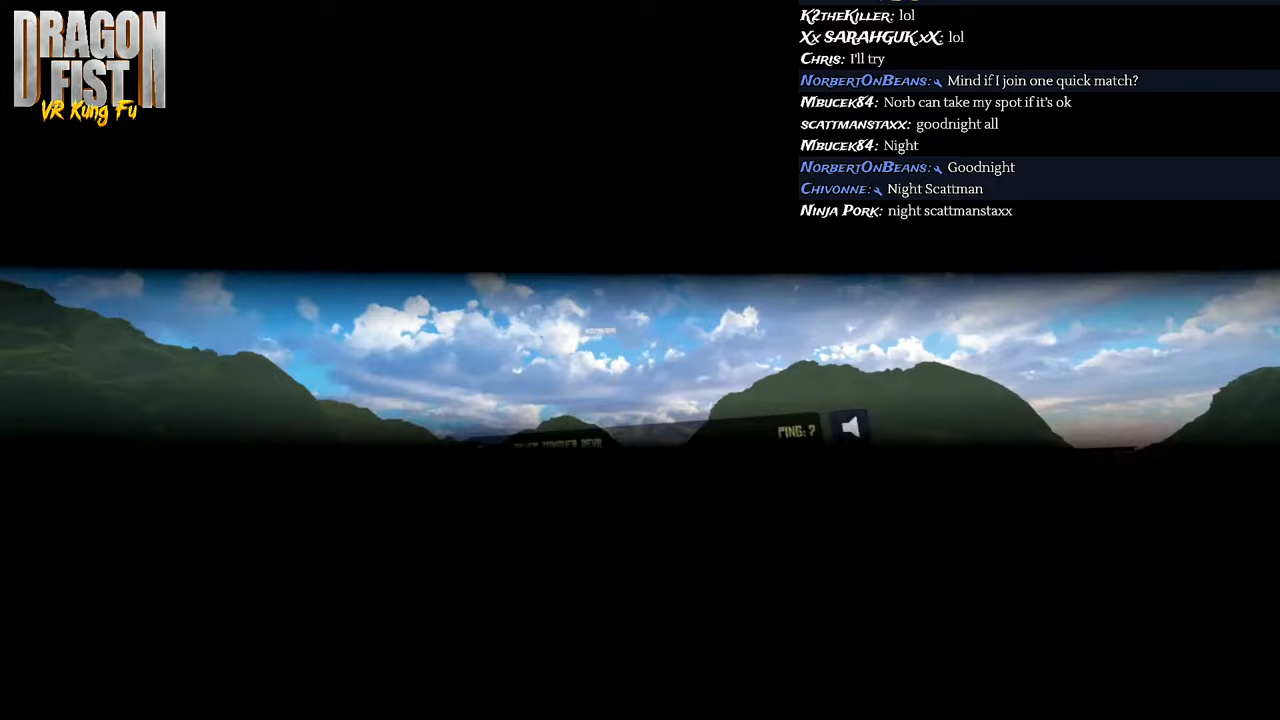 DRAGON
FIST
VR Kung Fu
K2theKiller: lol
Xx SARAHGUK xX: lol
Chris: I'll try
NorbertOnBeans: Mind if I join one quick match?
Mbucek84: Norb can take my spot if it's ok
scattmanstaxx: goodnight all
Mbucek84: Night
NorbertOnBeans: Goodnight
Chivonne: Night Scattman
Ninja Pork: night scattmanstaxx
PING: ?